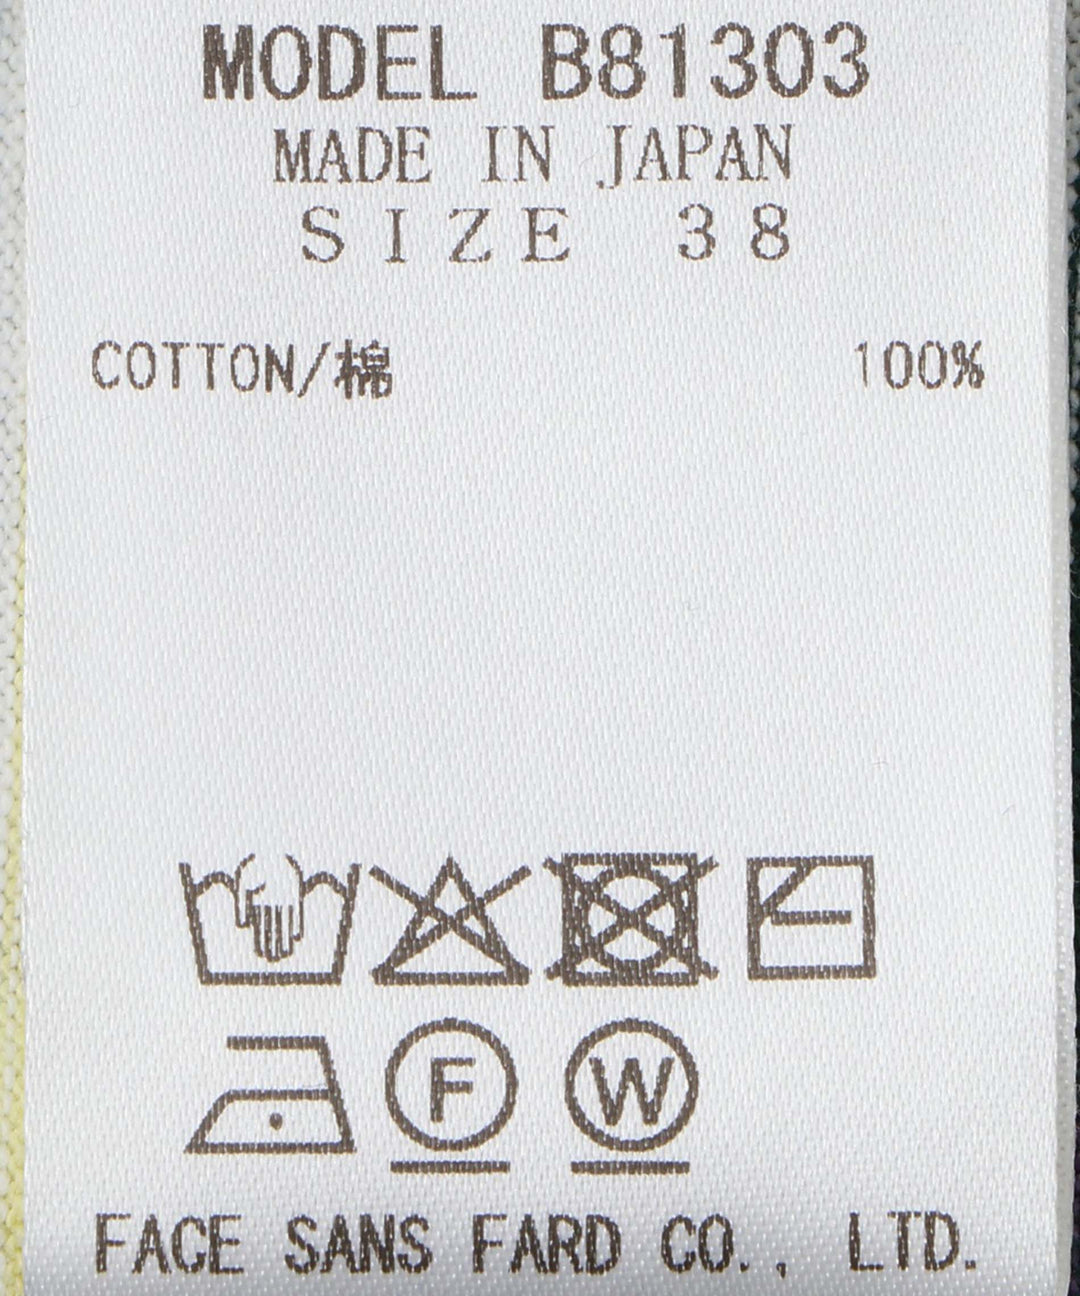 MODEL B81303
MADE IN JAPAN
SIZE 38
COTTON/棉 100%
F W
FACE SANS FARD CO., LTD.